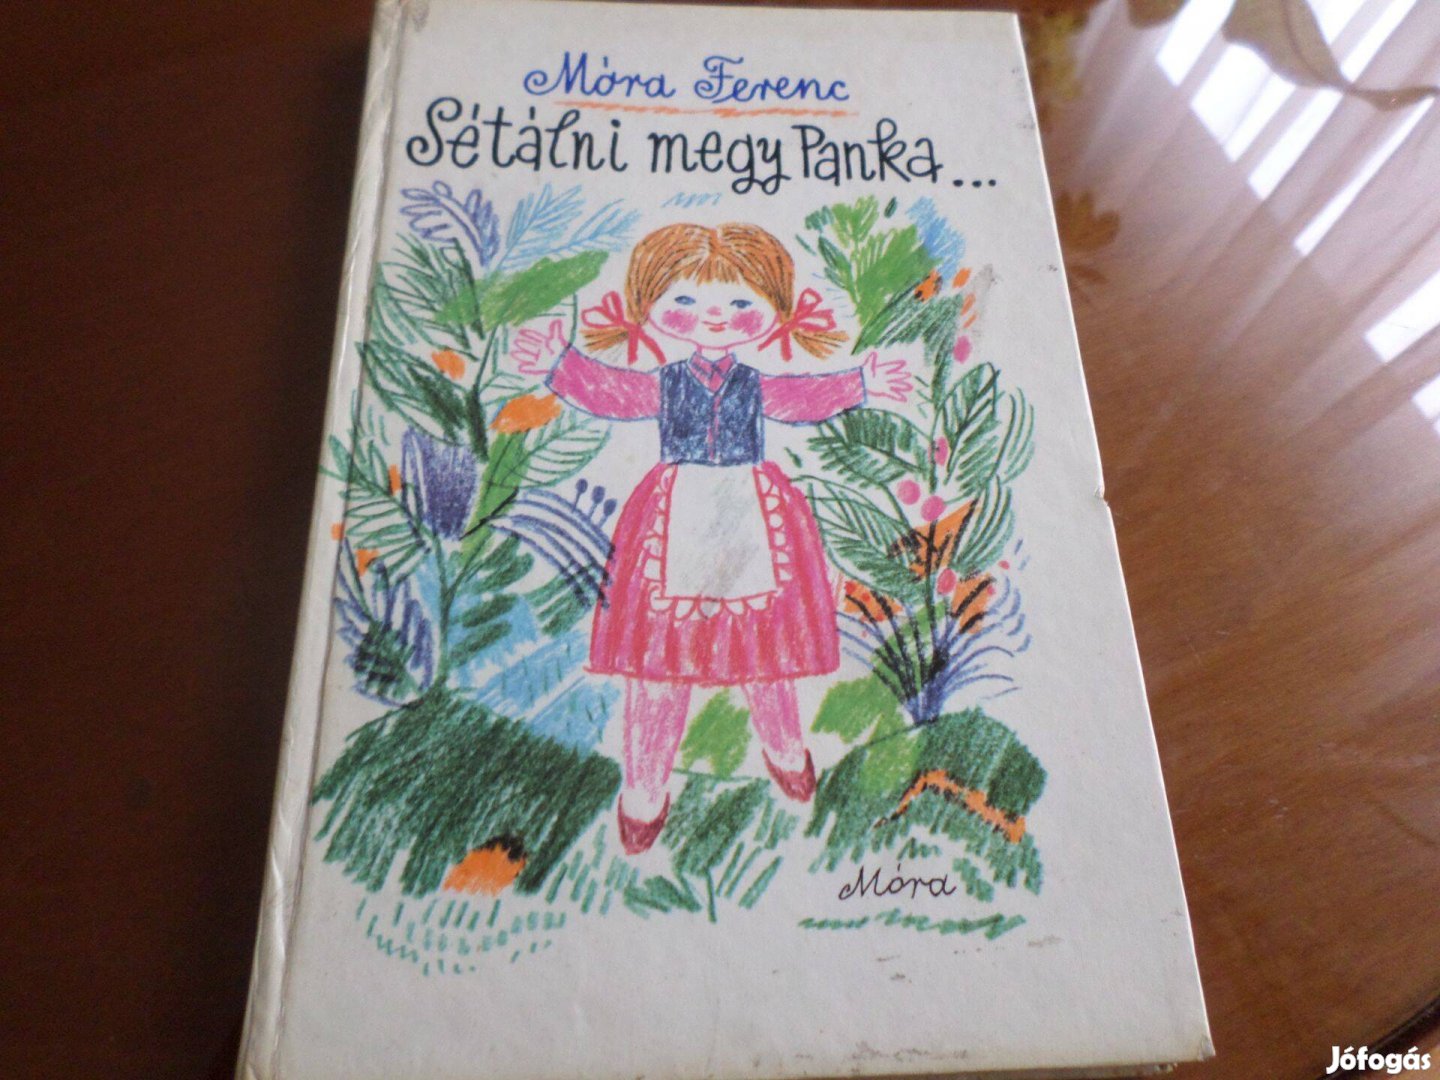 Móra Ferenc
Sétálni megy Panka...
Móra
Jófogás